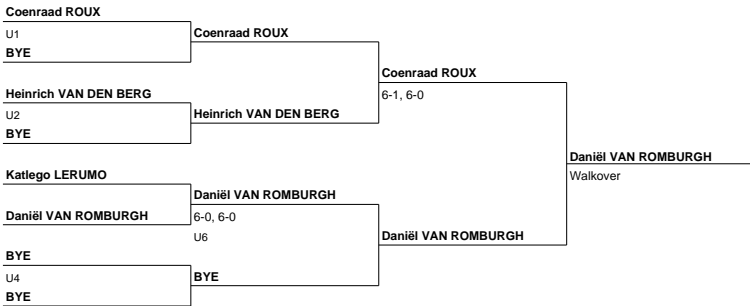 Coenraad ROUX
U1
BYE
Coenraad ROUX
Heinrich VAN DEN BERG
U2
BYE
Heinrich VAN DEN BERG
Coenraad ROUX
6-1, 6-0
Katlego LERUMO
Daniël VAN ROMBURGH
Daniël VAN ROMBURGH
6-0, 6-0
U6
BYE
U4
BYE
BYE
Daniël VAN ROMBURGH
Daniël VAN ROMBURGH
Walkover